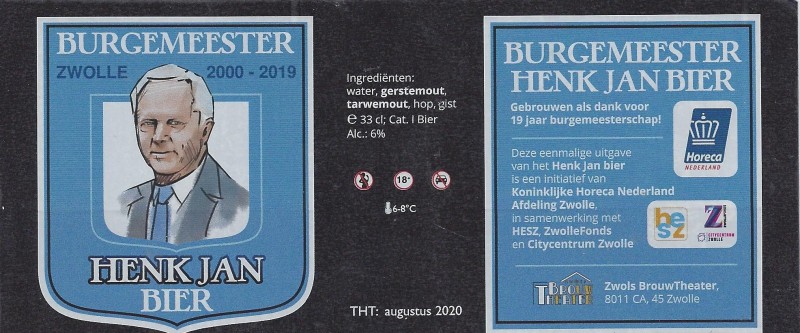 BURGEMEESTER
ZWOLLE 2000 - 2019
HENK JAN
BIER
Ingrediënten:
water, gerstemout,
tarwemout, hop, gist
℮ 33 cl; Cat. I Bier
Alc.: 6%
18+
6-8°C
THT: augustus 2020
BURGEMEESTER
HENK JAN BIER
Gebrouwen als dank voor
19 jaar burgemeesterschap!
Horeca
NEDERLAND
Deze eenmalige uitgave
van het Henk Jan bier
is een initiatief van
Koninklijke Horeca Nederland
Afdeling Zwolle,
in samenwerking met
HESZ, ZwolleFonds
en Citycentrum Zwolle
hesz
Z
CITYCENTRUM
ZWOLLE
BROUW
THEATER
Zwols BrouwTheater,
8011 CA, 45 Zwolle